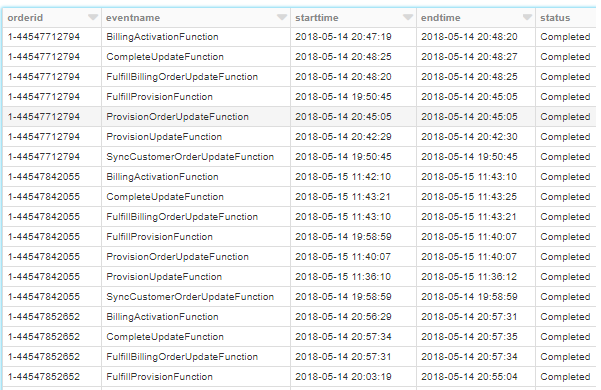 orderid eventname starttime endtime status
1-44547712794 BillingActivationFunction 2018-05-14 20:47:19 2018-05-14 20:48:20 Completed
1-44547712794 CompleteUpdateFunction 2018-05-14 20:48:25 2018-05-14 20:48:27 Completed
1-44547712794 FulfillBillingOrderUpdateFunction 2018-05-14 20:48:20 2018-05-14 20:48:25 Completed
1-44547712794 FulfillProvisionFunction 2018-05-14 19:50:45 2018-05-14 20:45:05 Completed
1-44547712794 ProvisionOrderUpdateFunction 2018-05-14 20:45:05 2018-05-14 20:45:05 Completed
1-44547712794 ProvisionUpdateFunction 2018-05-14 20:42:29 2018-05-14 20:42:30 Completed
1-44547712794 SyncCustomerOrderUpdateFunction 2018-05-14 19:50:45 2018-05-14 19:50:45 Completed
1-44547842055 BillingActivationFunction 2018-05-15 11:42:10 2018-05-15 11:43:10 Completed
1-44547842055 CompleteUpdateFunction 2018-05-15 11:43:21 2018-05-15 11:43:25 Completed
1-44547842055 FulfillBillingOrderUpdateFunction 2018-05-15 11:43:10 2018-05-15 11:43:21 Completed
1-44547842055 FulfillProvisionFunction 2018-05-14 19:58:59 2018-05-15 11:40:07 Completed
1-44547842055 ProvisionOrderUpdateFunction 2018-05-15 11:40:07 2018-05-15 11:40:07 Completed
1-44547842055 ProvisionUpdateFunction 2018-05-15 11:36:10 2018-05-15 11:36:12 Completed
1-44547842055 SyncCustomerOrderUpdateFunction 2018-05-14 19:58:59 2018-05-14 19:58:59 Completed
1-44547852652 BillingActivationFunction 2018-05-14 20:56:29 2018-05-14 20:57:31 Completed
1-44547852652 CompleteUpdateFunction 2018-05-14 20:57:34 2018-05-14 20:57:35 Completed
1-44547852652 FulfillBillingOrderUpdateFunction 2018-05-14 20:57:31 2018-05-14 20:57:34 Completed
1-44547852652 FulfillProvisionFunction 2018-05-14 20:03:19 2018-05-14 20:55:04 Completed